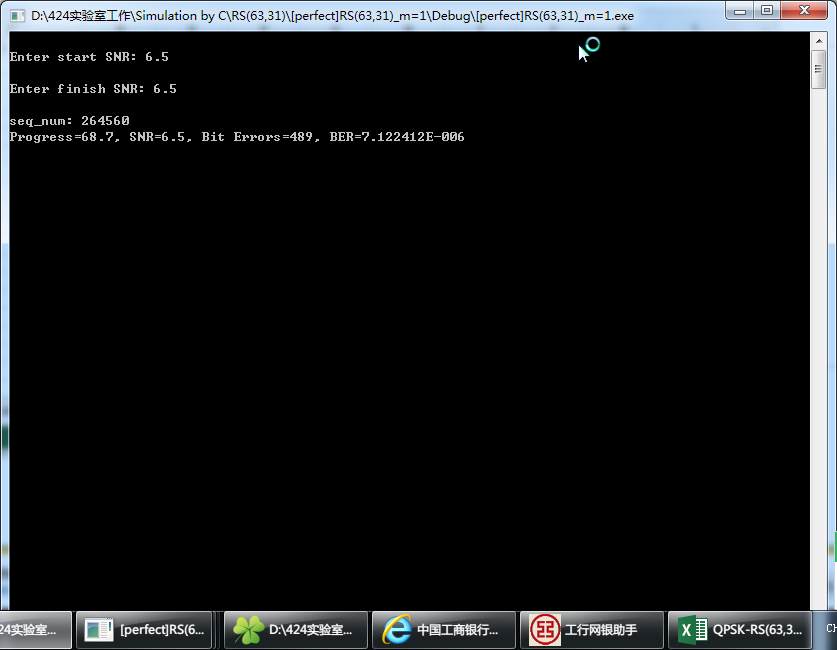 D:\424实验室工作\Simulation by C\RS(63,31)\[perfect]RS(63,31)_m=1\Debug\[perfect]RS(63,31)_m=1.exe
Enter start SNR: 6.5
Enter finish SNR: 6.5
seq_num: 264560
Progress=68.7, SNR=6.5, Bit Errors=489, BER=7.122412E-006
24实验室... [perfect]RS(6... D:\424实验室... 中国工商银行... 工行网银助手 QPSK-RS(63,3... CH